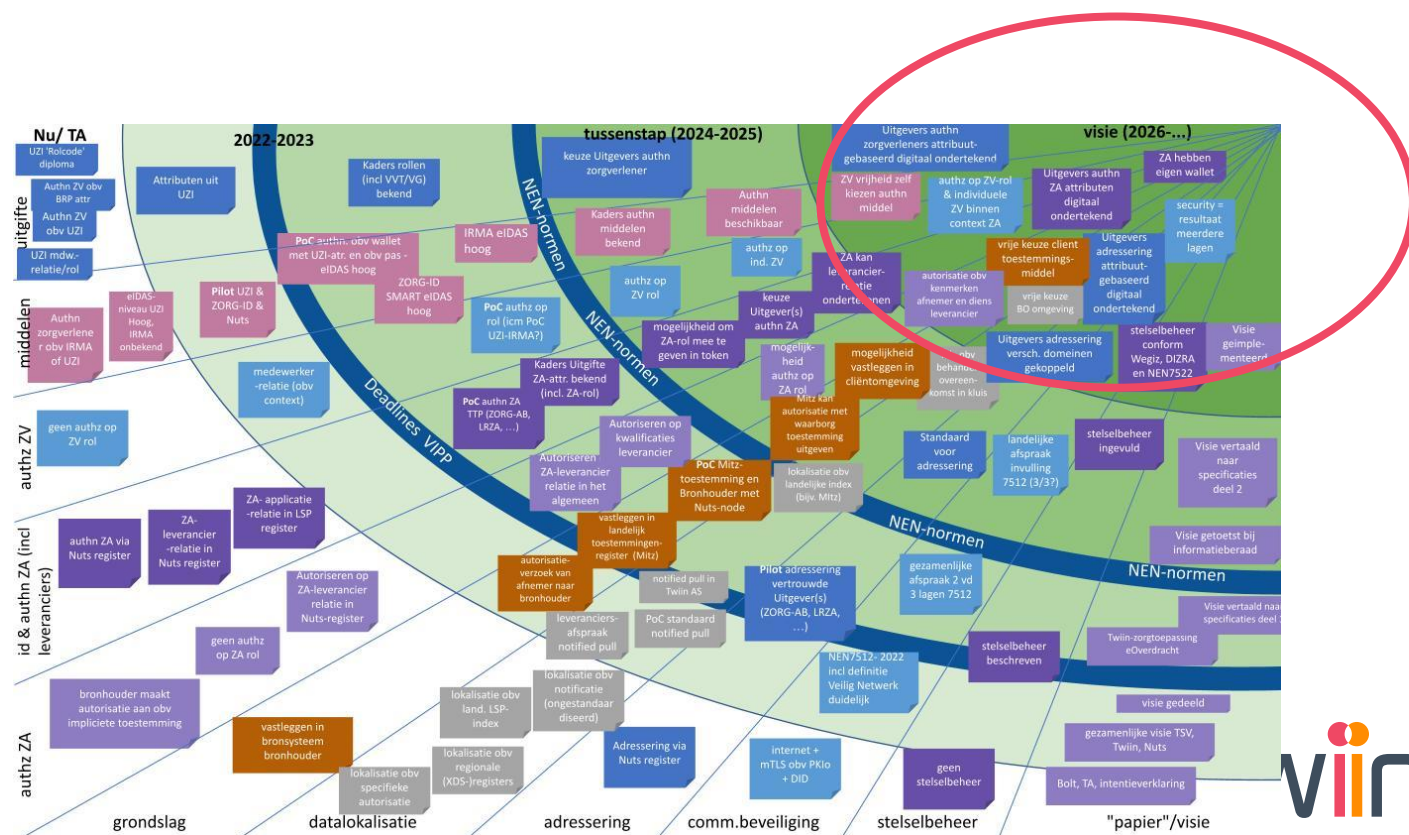 Nu/ TA
2022-2023
tussenstap (2024-2025)
visie (2026-...)
UZI 'Rolcode'
diploma
Authn ZV obv
BRP attr
Authn ZV
obv UZI
UZI mdw.-
relatie/rol
uitgifte
Attributen uit
UZI
Kaders rollen
(incl VVT/VG)
bekend
keuze Uitgevers authn
zorgverlener
Uitgevers authn
zorgverleners attribuut-
gebaseerd digitaal ondertekend
ZV vrijheid zelf
kiezen authn
middel
authz op ZV-rol
& individuele
ZV binnen
context ZA
Uitgevers authn
ZA attributen
digitaal
ondertekend
ZA hebben
eigen wallet
security =
resultaat
meerdere
lagen
PoC authn. obv wallet
met UZI-atr. en obv pas -
eIDAS hoog
IRMA eIDAS
hoog
Kaders authn
middelen
bekend
Authn
middelen
beschikbaar
authz op
ind. ZV
ZA kan
leverancier-
relatie
ondertekenen
vrije keuze client
toestemmings-
middel
Uitgevers
adressering
attribuut-
gebaseerd
digitaal
ondertekend
autorisatie obv
kenmerken
afnemer en diens
leverancier
vrije keuze
BO omgeving
middelen
Authn
zorgverlene
r obv IRMA
of UZI
eIDAS-
niveau UZI
Hoog,
IRMA
onbekend
Pilot UZI &
ZORG-ID &
Nuts
ZORG-ID
SMART eIDAS
hoog
PoC authz op
rol (icm PoC
UZI-IRMA?)
authz op
ZV rol
keuze
Uitgever(s)
authn ZA
mogelijkheid om
ZA-rol mee te
geven in token
mogelijk-
heid
authz op
ZA rol
mogelijkheid
vastleggen in
cliëntomgeving
obv
behandel
overeen-
komst in kluis
Uitgevers adressering
versch. domeinen
gekoppeld
stelselbeheer
conform
Wegiz, DIZRA
en NEN7522
Visie
geimple-
menteerd
NEN-normen
NEN-normen
NEN-normen
NEN-normen
Deadlines VIPP
authz ZV
geen authz op
ZV rol
medewerker
-relatie (obv
context)
PoC authn ZA
TTP (ZORG-AB,
LRZA, ...)
Kaders Uitgifte
ZA-attr. bekend
(incl. ZA-rol)
Autoriseren
ZA-leverancier
relatie in het
algemeen
Autoriseren op
kwalificaties
leverancier
PoC Mitz-
toestemming en
Bronhouder met
Nuts-node
Mitz kan
autorisatie met
waarborg
toestemming
uitgeven
lokalisatie obv
landelijke index
(bijv. MItz)
Standaard
voor
adressering
landelijke
afspraak
invulling
7512 (3/3?)
stelselbeheer
ingevuld
Visie vertaald
naar
specificaties
deel 2
id & authn ZA (incl
leveranciers)
authn ZA via
Nuts register
ZA-
leverancier
-relatie in
Nuts register
ZA- applicatie
-relatie in LSP
register
Autoriseren op
ZA-leverancier
relatie in
Nuts-register
geen authz
op ZA rol
autorisatie-
verzoek van
afnemer naar
bronhouder
vastleggen in
landelijk
toestemmingen-
register (Mitz)
notified pull in
Twiin AS
leveranciers-
afspraak
notified pull
PoC standaard
notified pull
Pilot adressering
vertrouwde
Uitgever(s)
(ZORG-AB, LRZA,
...)
gezamenlijke
afspraak 2 vd
3 lagen 7512
Visie getoetst bij
informatieberaad
Visie vertaald naar
specificaties deel
Twiin-zorgtoepassing
eOverdracht
stelselbeheer
beschreven
NEN7512- 2022
incl definitie
Veilig Netwerk
duidelijk
authz ZA
bronhouder maakt
autorisatie aan obv
impliciete toestemming
vastleggen in
bronsysteem
bronhouder
lokalisatie obv
land. LSP-
index
lokalisatie obv
notificatie
(ongestandaar
diseerd)
lokalisatie obv
specifieke
autorisatie
lokalisatie obv
regionale
(XDS-)registers
Adressering via
Nuts register
internet +
mTLS obv PKIo
+ DID
geen
stelselbeheer
visie gedeeld
gezamenlijke visie TSV,
Twiin, Nuts
Bolt, TA, intentieverklaring
grondslag
datalokalisatie
adressering
comm.beveiliging
stelselbeheer
"papier"/visie